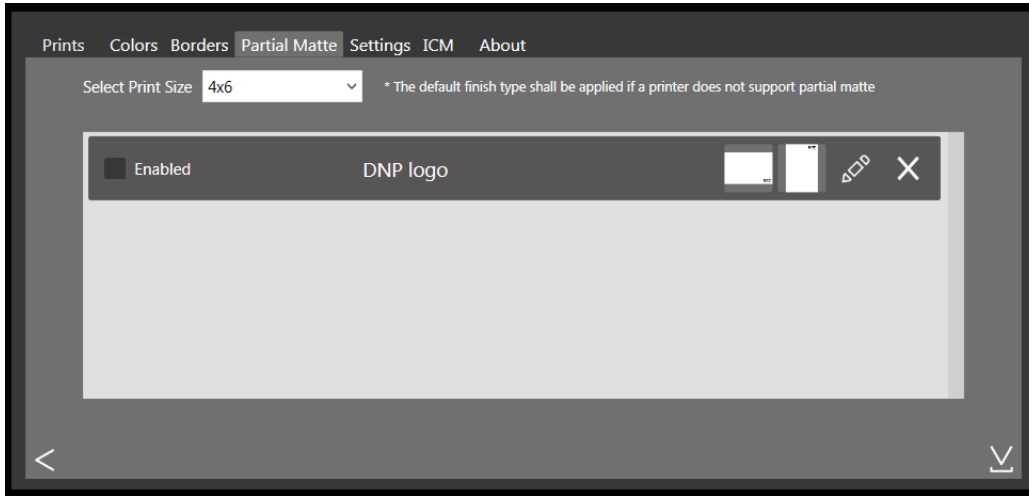 Prints Colors Borders Partial Matte Settings ICM About
Select Print Size 4x6 * The default finish type shall be applied if a printer does not support partial matte
Enabled DNP logo